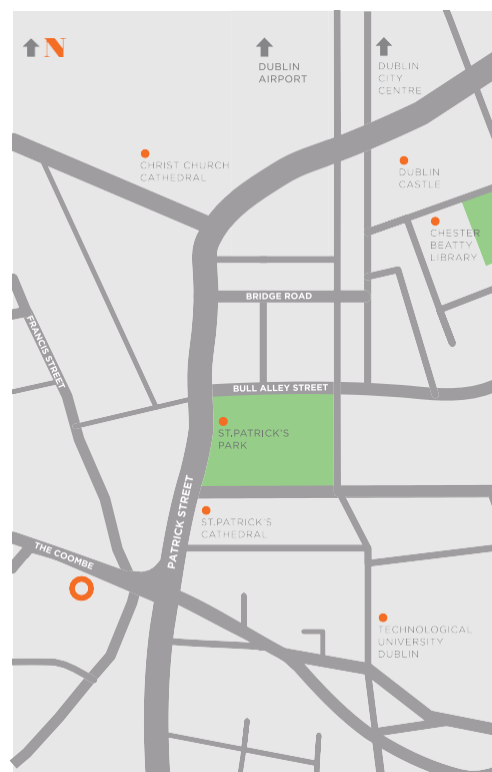 N
DUBLIN
AIRPORT
DUBLIN
CITY
CENTRE
CHRIST CHURCH
CATHEDRAL
DUBLIN
CASTLE
CHESTER
BEATTY
LIBRARY
BRIDGE ROAD
FRANCIS STREET
BULL ALLEY STREET
ST.PATRICK'S
PARK
PATRICK STREET
ST.PATRICK'S
CATHEDRAL
THE COOMBE
TECHNOLOGICAL
UNIVERSITY
DUBLIN